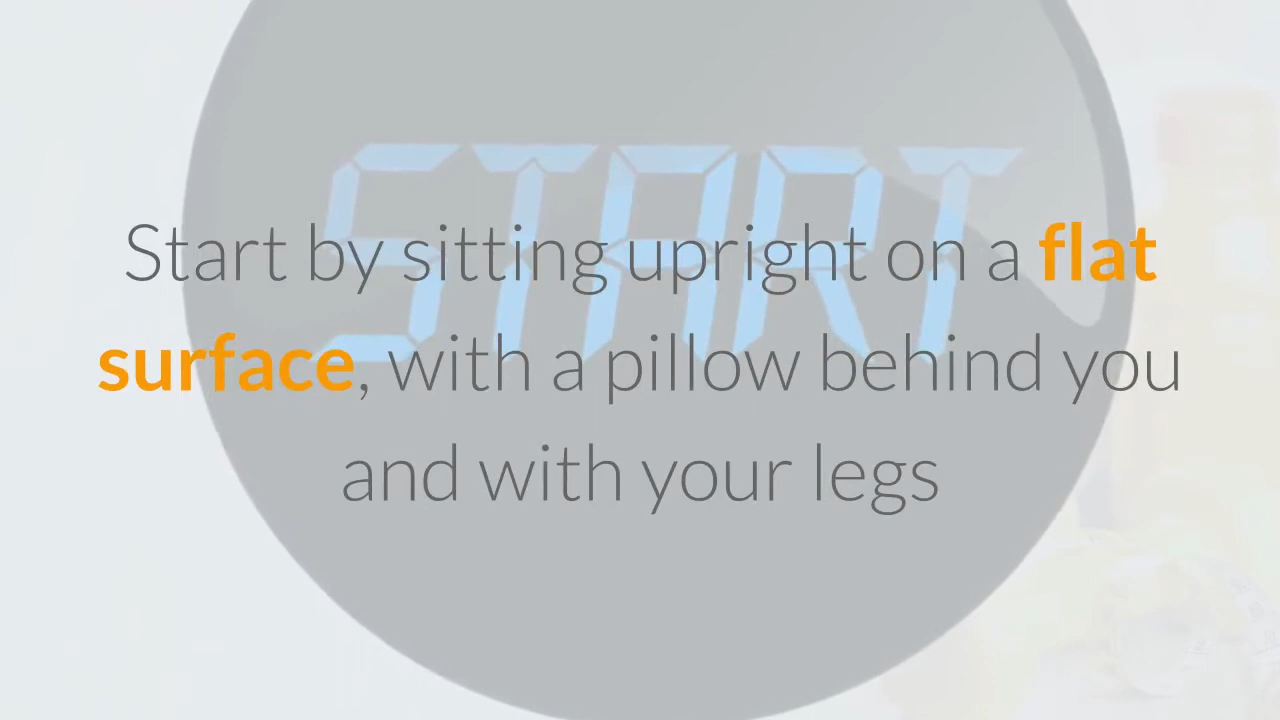 START
Start by sitting upright on a flat
surface, with a pillow behind you
and with your legs